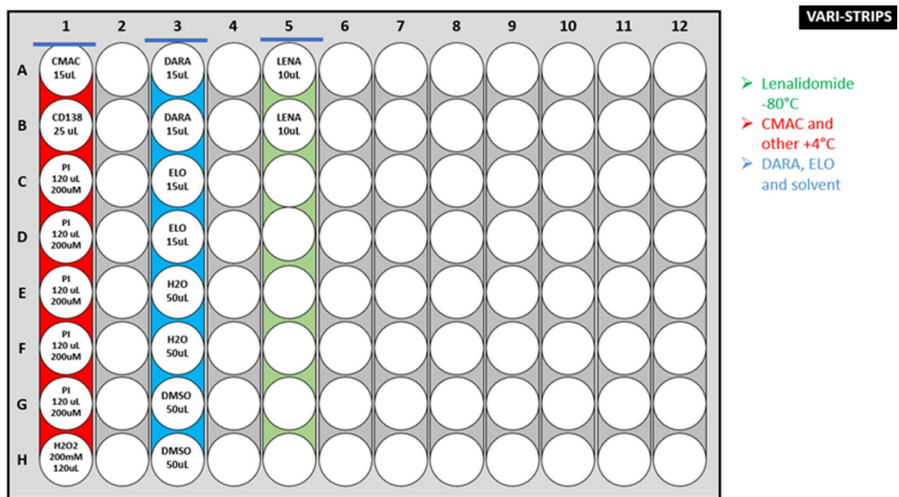 VARI-STRIPS
1 2 3 4 5 6 7 8 9 10 11 12
A
CMAC
15uL
DARA
15uL
LENA
10uL
B
CD138
25 uL
DARA
15uL
LENA
10uL
C
PI
120 uL
200uM
ELO
15uL
D
PI
120 uL
200uM
ELO
15uL
E
PI
120 uL
200uM
H2O
50uL
F
PI
120 uL
200uM
H2O
50uL
G
PI
120 uL
200uM
DMSO
50uL
H
H2O2
200mM
120uL
DMSO
50uL
Lenalidomide
-80°C
CMAC and
other +4°C
DARA, ELO
and solvent